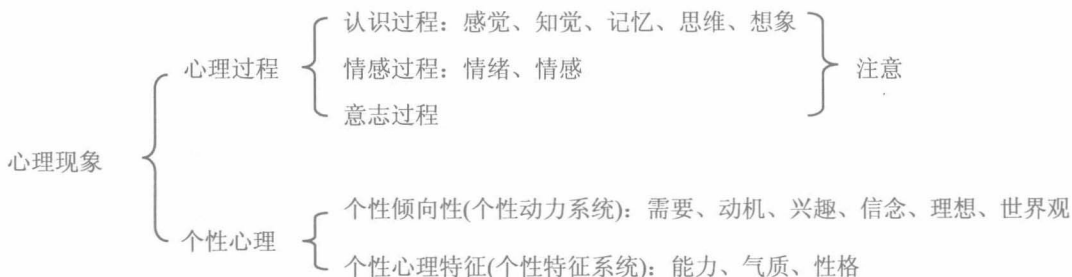 认识过程：感觉、知觉、记忆、思维、想象
心理过程
情感过程：情绪、情感
注意
意志过程
心理现象
个性倾向性(个性动力系统)：需要、动机、兴趣、信念、理想、世界观
个性心理
个性心理特征(个性特征系统)：能力、气质、性格